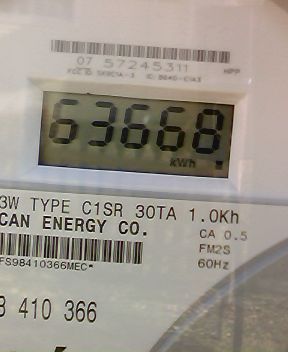 07 57245311
HPP
63668
kWh
3W TYPE C1SR 30TA 1.0Kh
CAN ENERGY CO.
CA 0.5
FM2S
FS98410366MEC*
60Hz
410 366